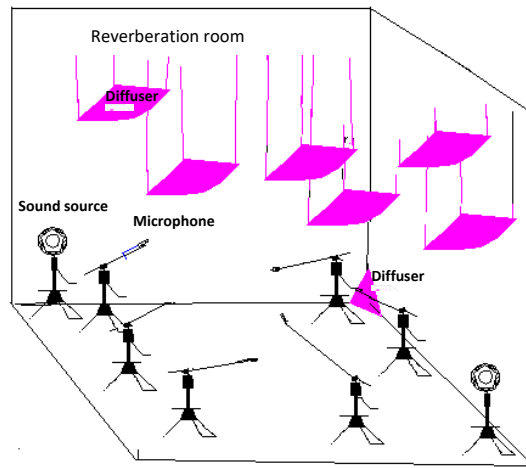 Reverberation room
Diffuser
Sound source
Microphone
Diffuser